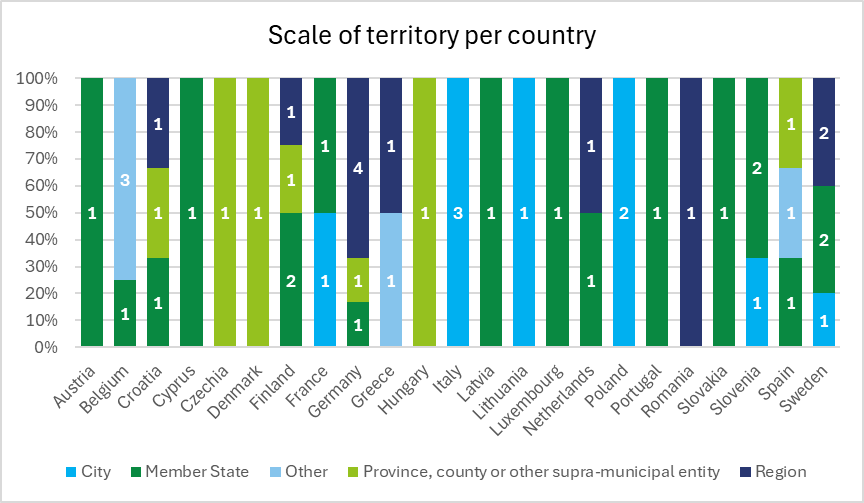 Scale of territory per country
100%
90%
80%
70%
60%
50%
40%
30%
20%
10%
0%
1
3
1
1
1
1
1
1
1
1
1
2
1
1
4
1
1
1
1
1
3
1
1
1
1
1
2
1
1
1
2
1
1
1
1
2
2
1
Austria
Belgium
Croatia
Cyprus
Czechia
Denmark
Finland
France
Germany
Greece
Hungary
Italy
Latvia
Lithuania
Luxembourg
Netherlands
Poland
Portugal
Romania
Slovakia
Slovenia
Spain
Sweden
City Member State Other Province, county or other supra-municipal entity Region